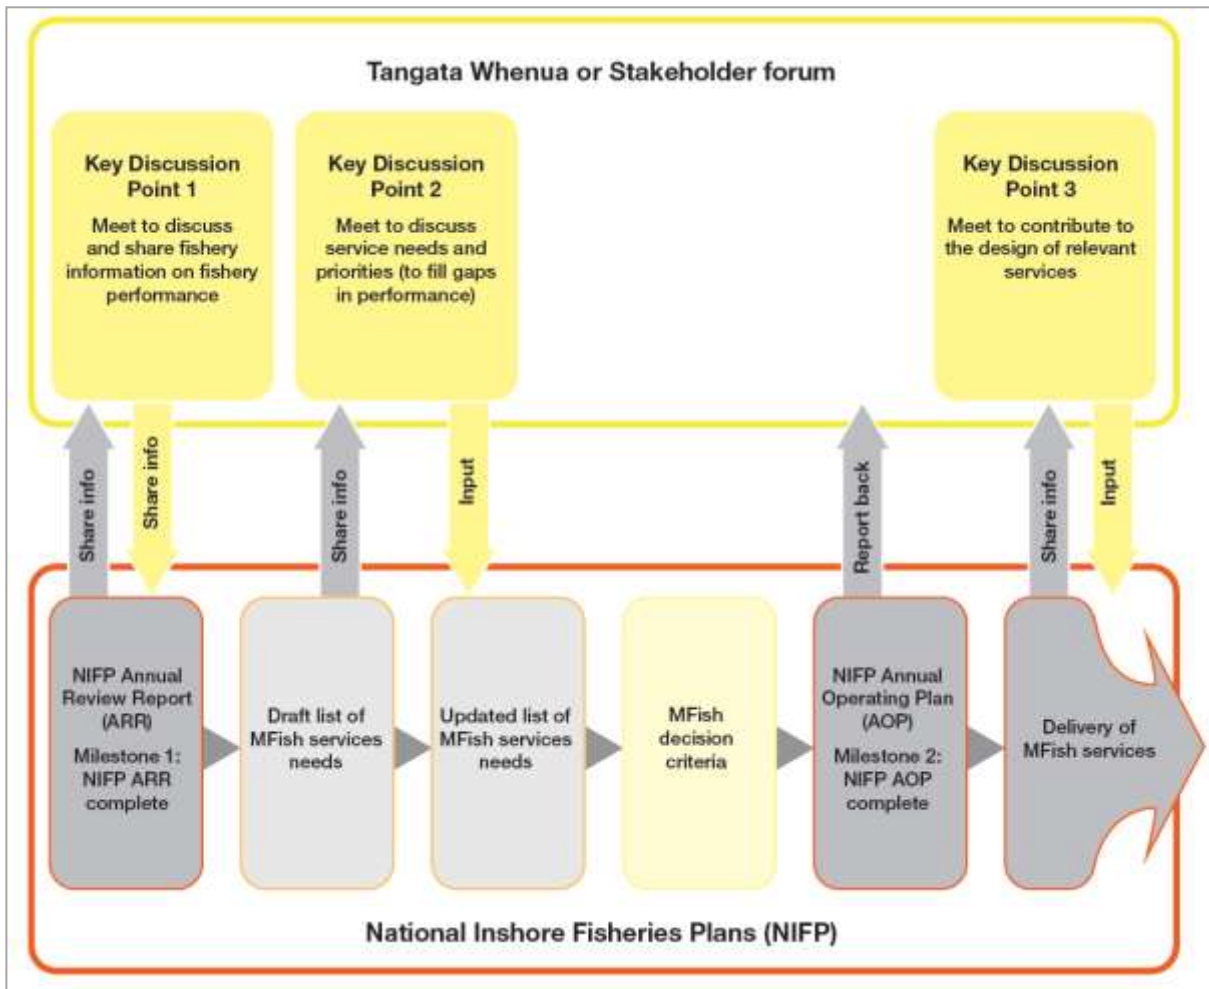 Tangata Whenua or Stakeholder forum
Key Discussion
Point 1
Meet to discuss
and share fishery
information on fishery
performance
Key Discussion
Point 2
Meet to discuss
service needs and
priorities (to fill gaps
in performance)
Key Discussion
Point 3
Meet to contribute to
the design of relevant
services
Share info
Share info
Share info
Input
Report back
Share info
Input
NIFP Annual
Review Report
(ARR)
Milestone 1:
NIFP ARR
complete
Draft list of
MFish services
needs
Updated list of
MFish services
needs
MFish
decision
criteria
NIFP Annual
Operating Plan
(AOP)
Milestone 2:
NIFP AOP
complete
Delivery of
MFish services
National Inshore Fisheries Plans (NIFP)